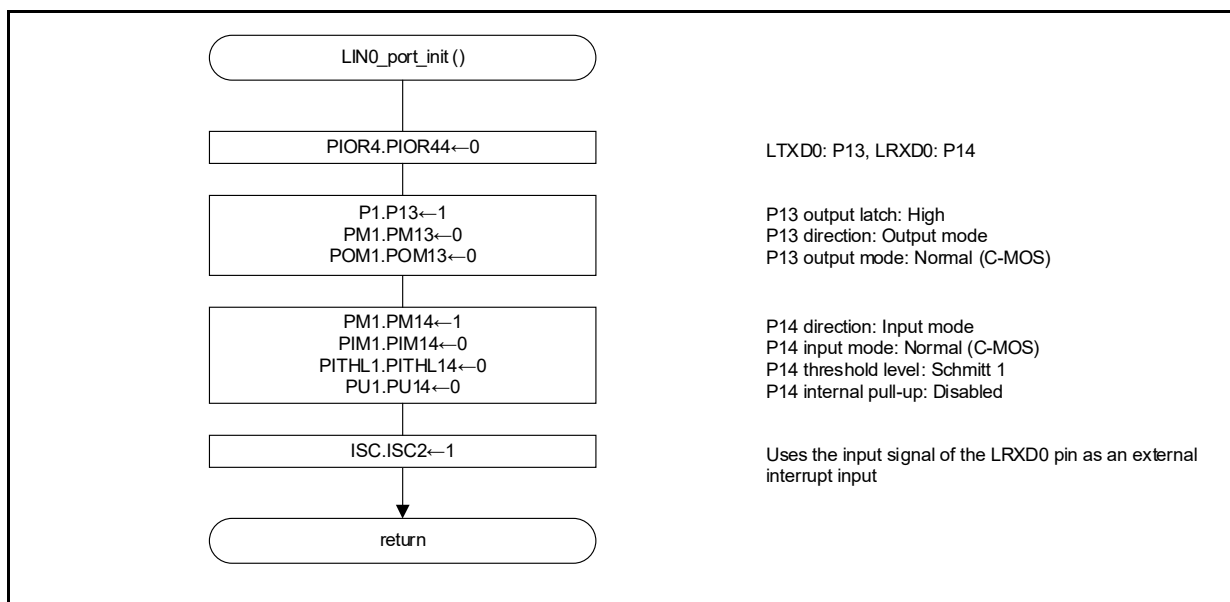 LIN0_port_init ()
PIOR4.PIOR44←0
LTXD0: P13, LRXD0: P14
P1.P13←1
P13 output latch: High
PM1.PM13←0
P13 direction: Output mode
POM1.POM13←0
P13 output mode: Normal (C-MOS)
PM1.PM14←1
P14 direction: Input mode
PIM1.PIM14←0
P14 input mode: Normal (C-MOS)
PITHL1.PITHL14←0
P14 threshold level: Schmitt 1
PU1.PU14←0
P14 internal pull-up: Disabled
ISC.ISC2←1
Uses the input signal of the LRXD0 pin as an external
interrupt input
return